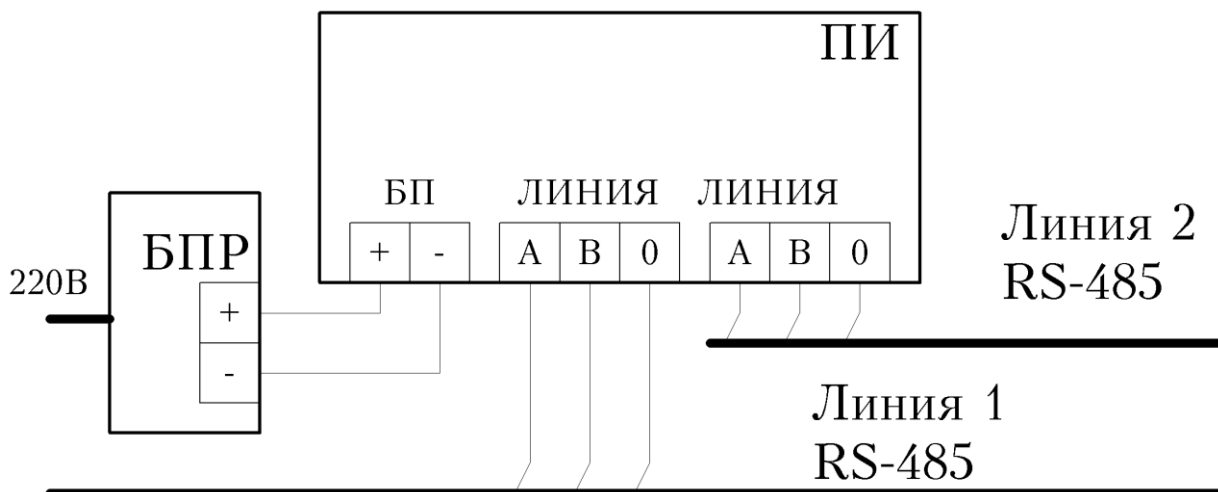 ПИ
БП ЛИНИЯ ЛИНИЯ
+ - A B 0 A B 0
БПР
220В
+
-
Линия 2
RS-485
Линия 1
RS-485